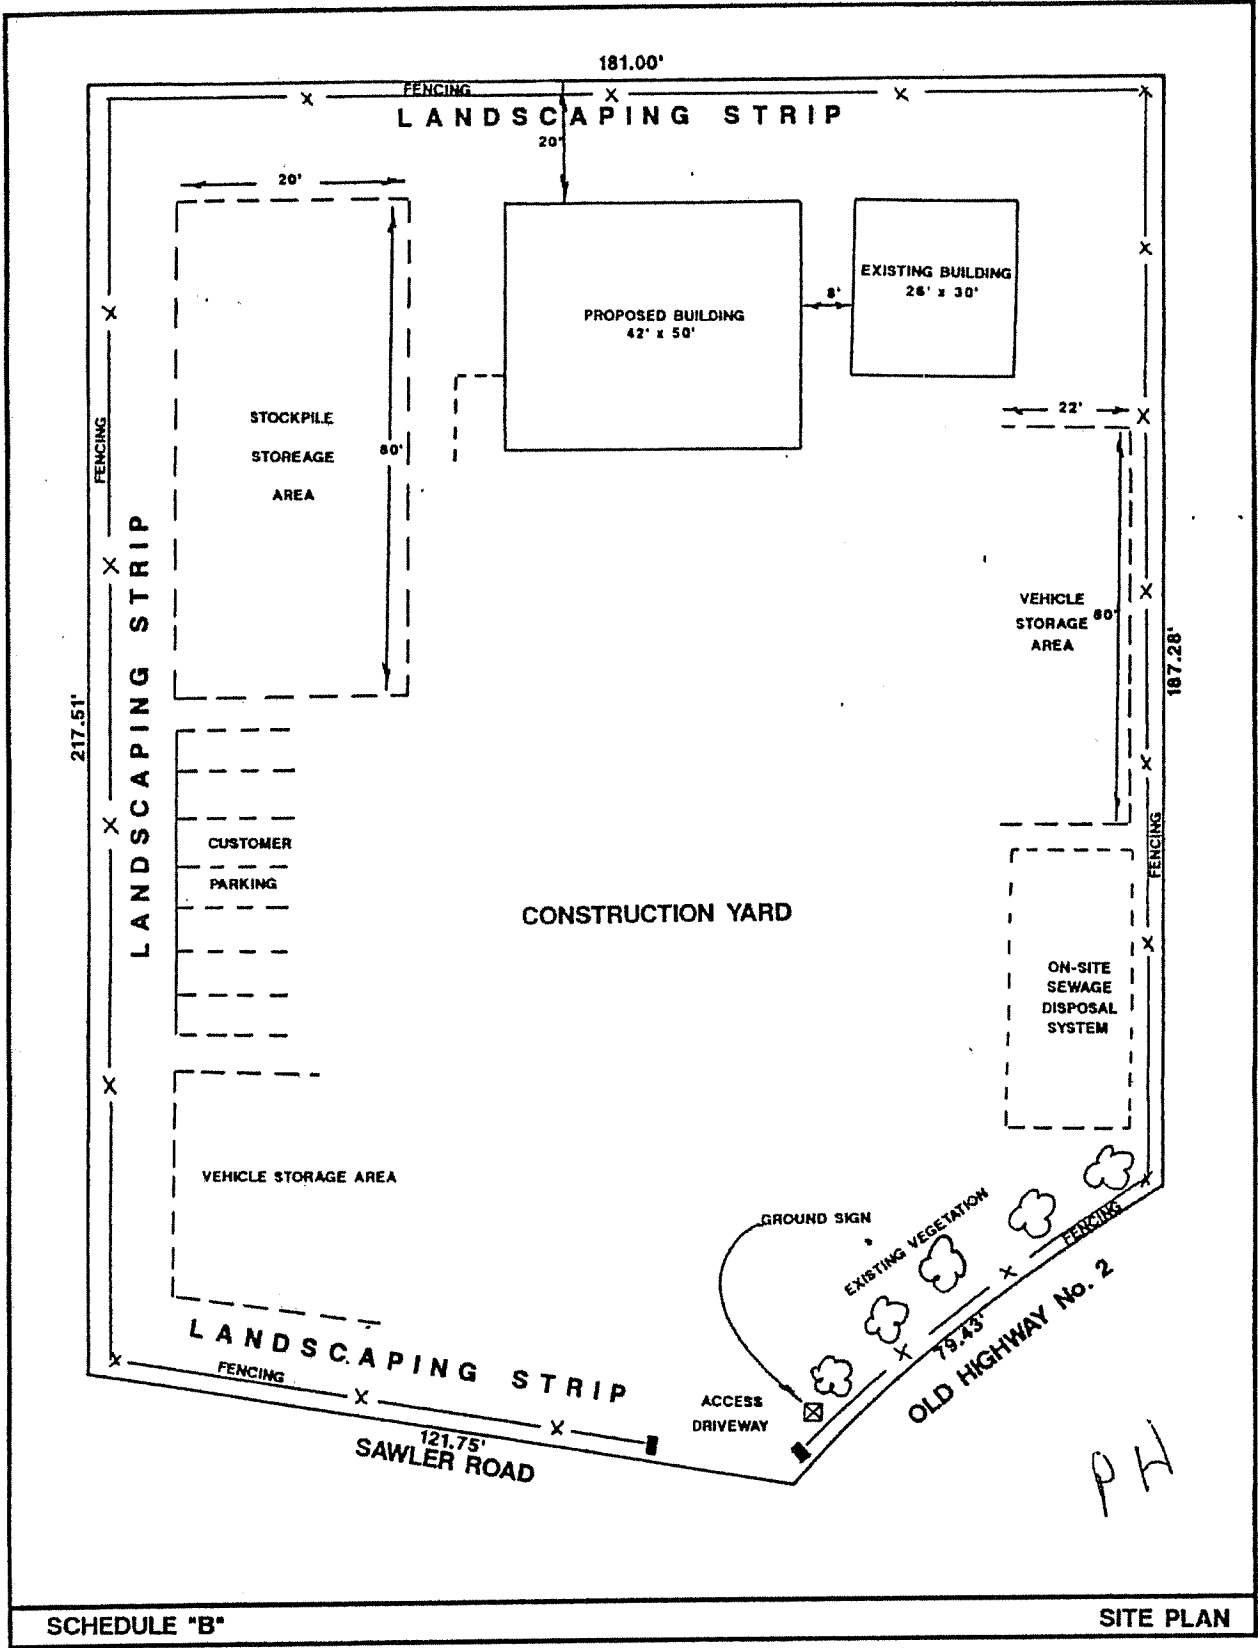 181.00'
FENCING
LANDSCAPING STRIP
20'
20'
EXISTING BUILDING
26' x 30'
8'
PROPOSED BUILDING
42' x 50'
22'
STOCKPILE
STOREAGE
AREA
80'
FENCING
LANDSCAPING STRIP
217.51'
VEHICLE
STORAGE
AREA
60'
187.28'
FENCING
CUSTOMER
PARKING
CONSTRUCTION YARD
ON-SITE
SEWAGE
DISPOSAL
SYSTEM
VEHICLE STORAGE AREA
GROUND SIGN
EXISTING VEGETATION
FENCING
79.43'
OLD HIGHWAY No. 2
LANDSCAPING STRIP
FENCING
ACCESS
DRIVEWAY
121.75'
SAWLER ROAD
PH
SCHEDULE "B"
SITE PLAN